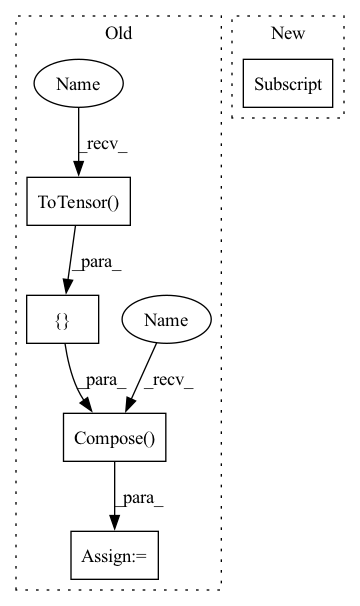 Old
New
Name
Subscript
_recv_
ToTensor()
_para_
{}
Name
_para_
_recv_
Compose()
_para_
Assign:=